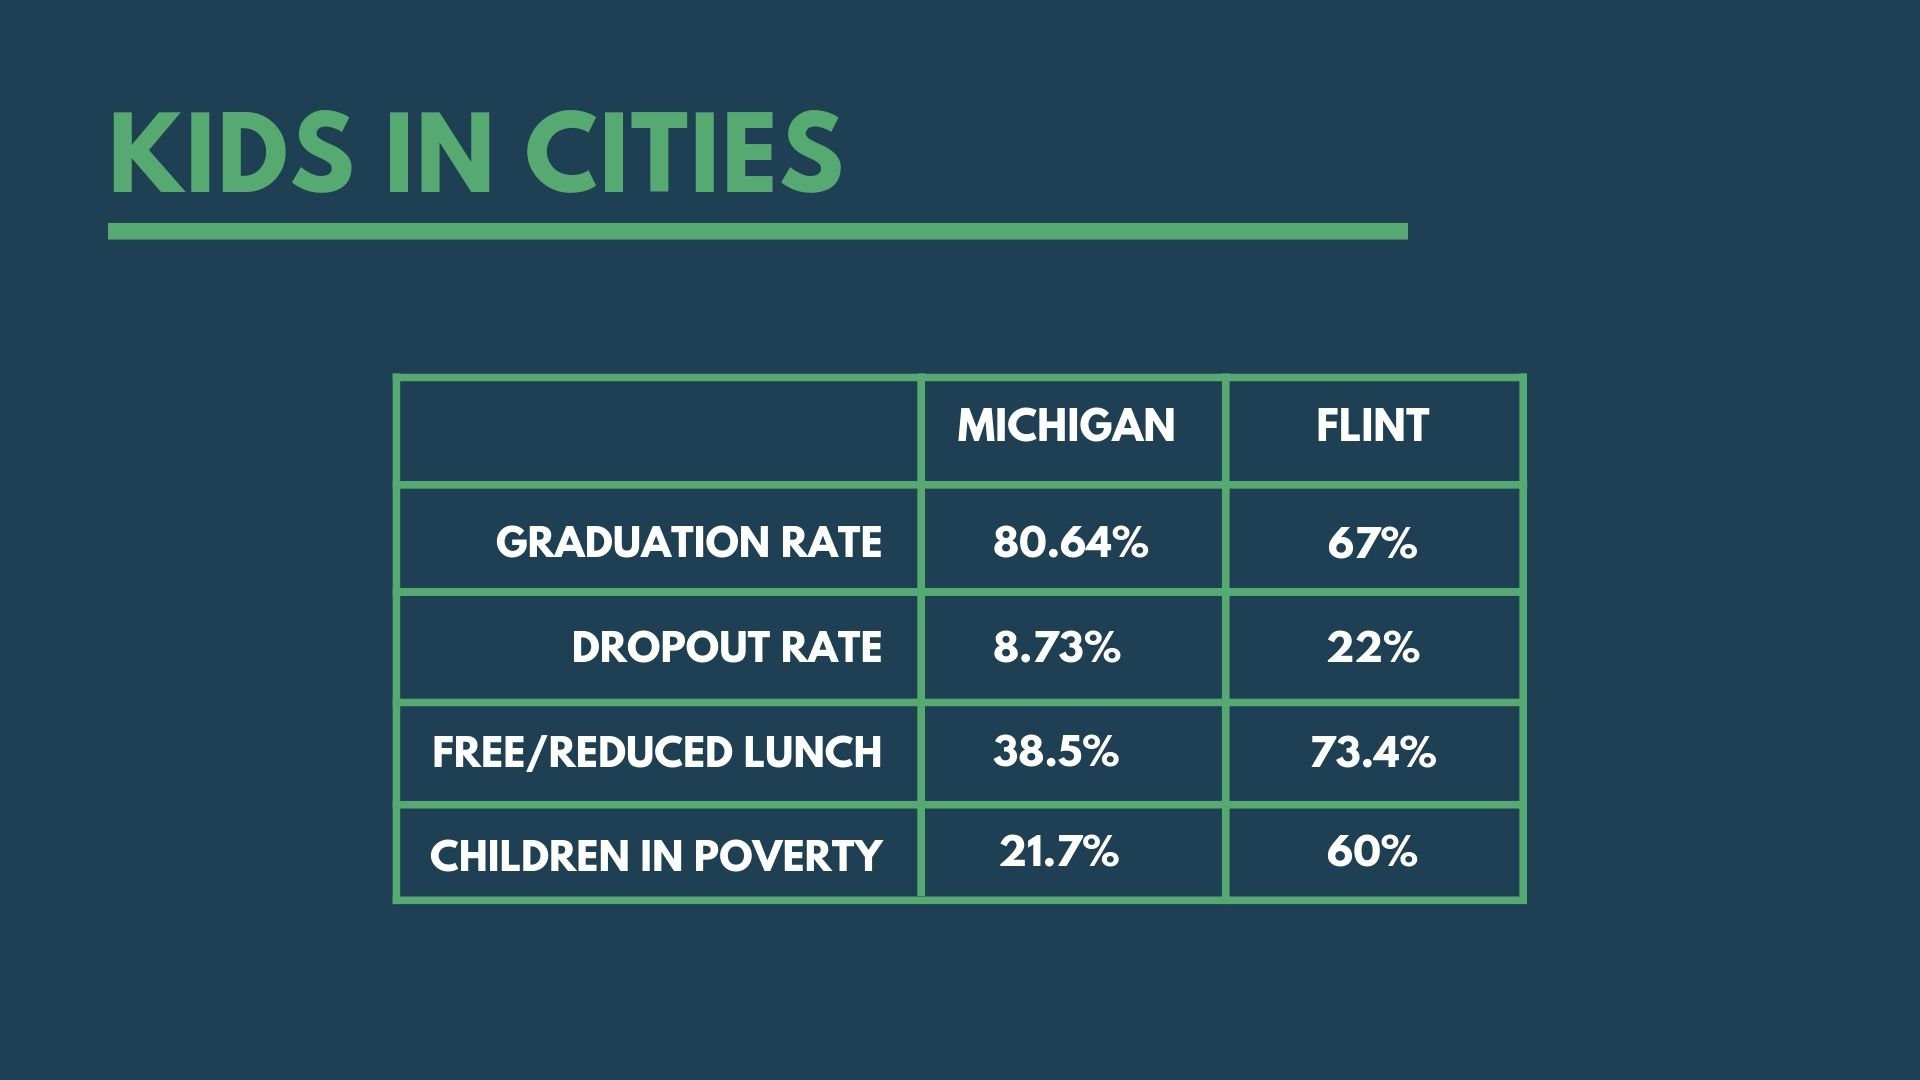 KIDS IN CITIES
MICHIGAN FLINT
GRADUATION RATE 80.64% 67%
DROPOUT RATE 8.73% 22%
FREE/REDUCED LUNCH 38.5% 73.4%
CHILDREN IN POVERTY 21.7% 60%